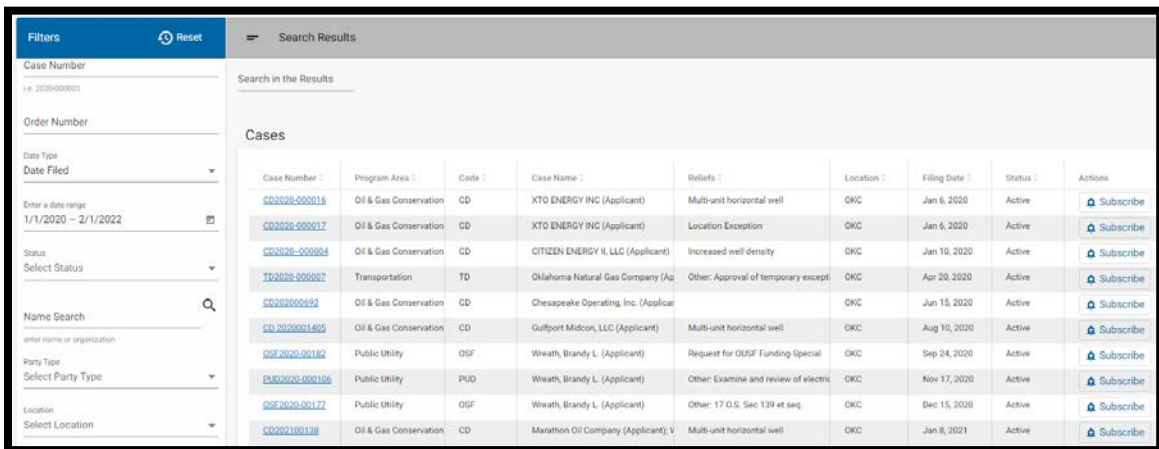 Filters Reset
Search Results
Case Number
i.e. 2020-000001
Order Number
Date Type
Date Filed
Enter a date range
1/1/2020 – 2/1/2022
Status
Select Status
Name Search
enter name or organization
Party Type
Select Party Type
Location
Select Location
Search in the Results
Cases
Case Number Program Area Code Case Name Reliefs Location Filing Date Status Actions
CD2020-000016 Oil & Gas Conservation CD XTO ENERGY INC (Applicant) Multi-unit horizontal well OKC Jan 6, 2020 Active Subscribe
CD2020-000017 Oil & Gas Conservation CD XTO ENERGY INC (Applicant) Location Exception OKC Jan 6, 2020 Active Subscribe
CD2020--000004 Oil & Gas Conservation CD CITIZEN ENERGY II, LLC (Applicant) Increased well density OKC Jan 10, 2020 Active Subscribe
TD2020-000007 Transportation TD Oklahoma Natural Gas Company (Ap Other: Approval of temporary excepti OKC Apr 20, 2020 Active Subscribe
CD202000692 Oil & Gas Conservation CD Chesapeake Operating, Inc. (Applicar OKC Jun 15, 2020 Active Subscribe
CD 2020001405 Oil & Gas Conservation CD Gulfport Midcon, LLC (Applicant) Multi-unit horizontal well OKC Aug 10, 2020 Active Subscribe
OSF2020-00182 Public Utility OSF Wreath, Brandy L. (Applicant) Request for OUSF Funding-Special OKC Sep 24, 2020 Active Subscribe
PUD2020-000106 Public Utility PUD Wreath, Brandy L. (Applicant) Other: Examine and review of electric OKC Nov 17, 2020 Active Subscribe
OSF2020-00177 Public Utility OSF Wreath, Brandy L. (Applicant) Other: 17 O.S. Sec 139 et seq. OKC Dec 15, 2020 Active Subscribe
CD202100138 Oil & Gas Conservation CD Marathon Oil Company (Applicant); V Multi-unit horizontal well OKC Jan 8, 2021 Active Subscribe